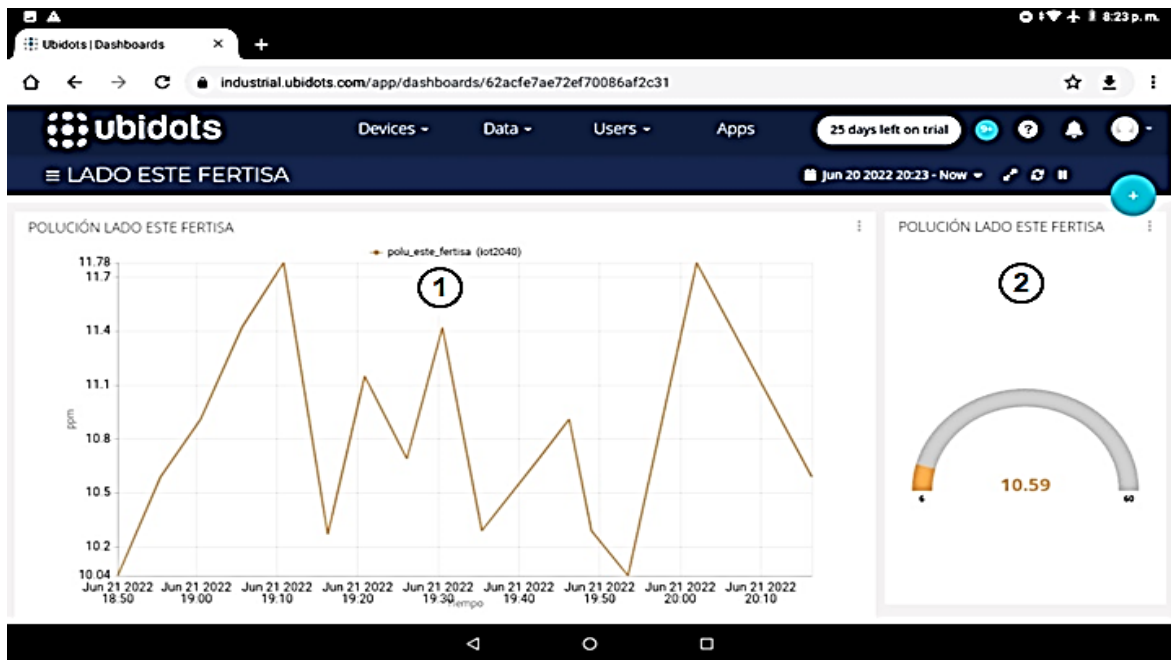 8:23 p. m.
Ubidots | Dashboards × +
industrial.ubidots.com/app/dashboards/62acfe7ae72ef70086af2c31
ubidots Devices Data Users Apps 25 days left on trial 9+ ?
≡ LADO ESTE FERTISA Jun 20 2022 20:23 - Now
+
POLUCIÓN LADO ESTE FERTISA
polu_este_fertisa (iot2040)
1
11.78
11.7
11.4
11.1
10.8
10.5
10.2
10.04
ppm
Jun 21 2022 Jun 21 2022 Jun 21 2022 Jun 21 2022 Jun 21 2022 Jun 21 2022 Jun 21 2022 Jun 21 2022 Jun 21 2022
18:50 19:00 19:10 19:20 19:30 19:40 19:50 20:00 20:10
Tiempo
POLUCIÓN LADO ESTE FERTISA
2
10.59
6 60